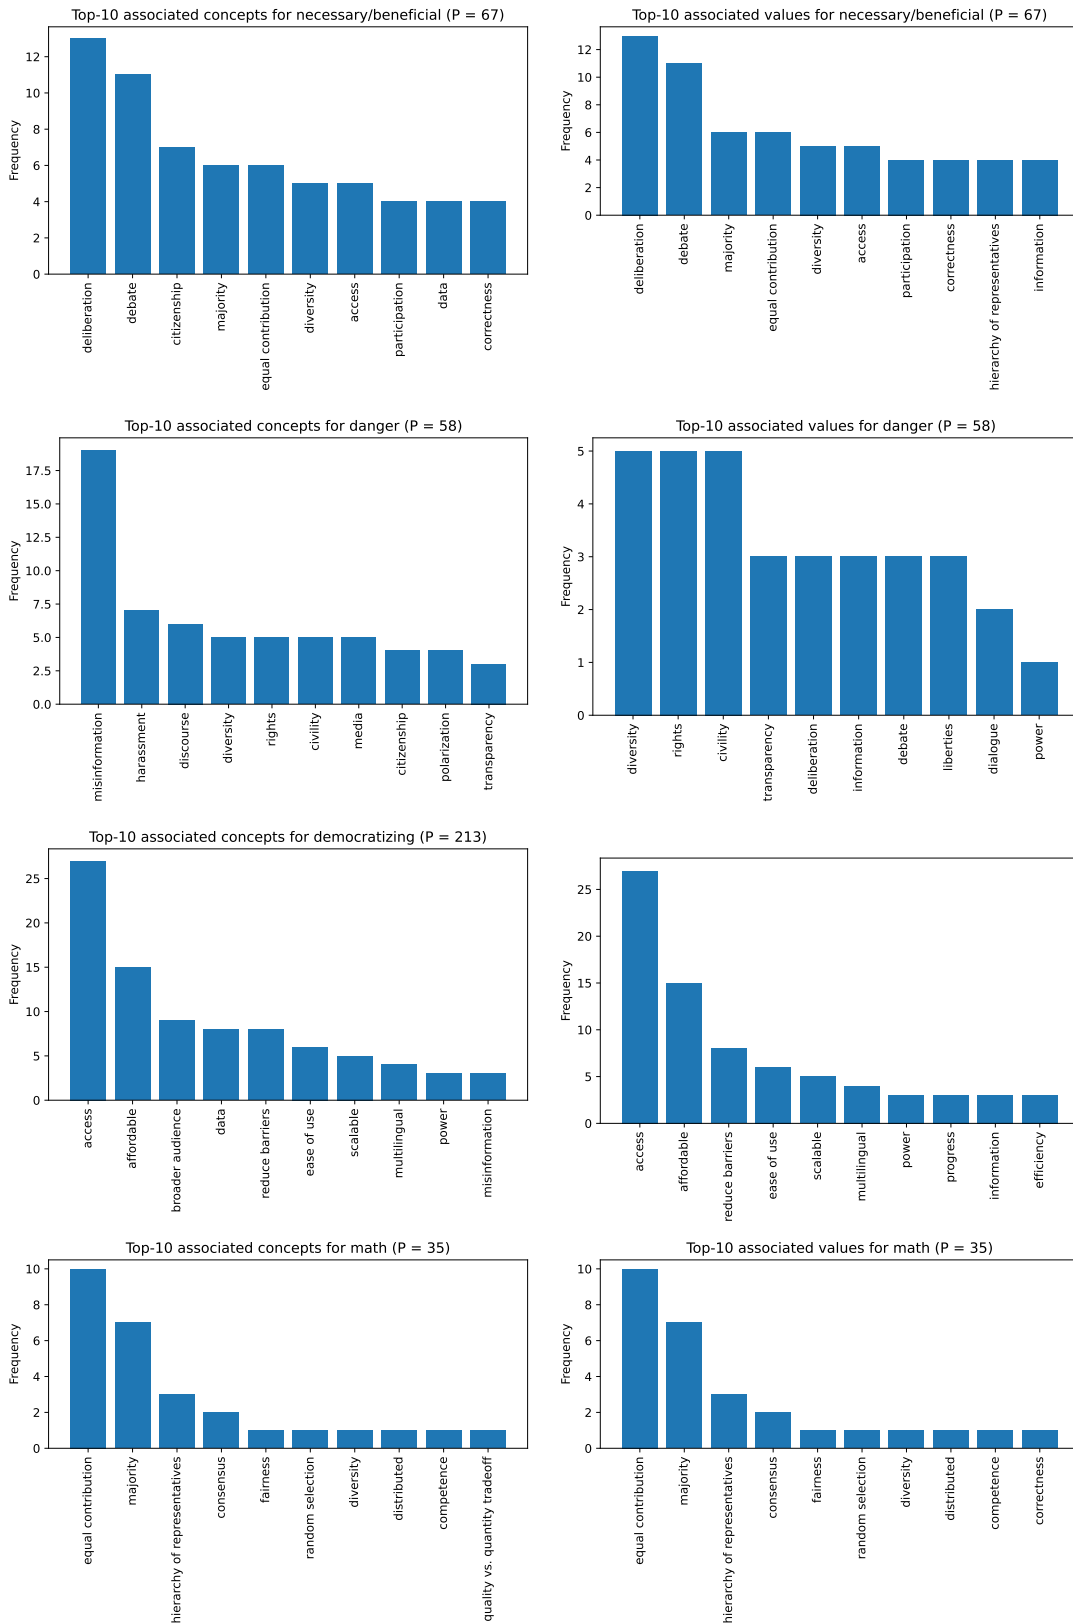 Top-10 associated concepts for necessary/beneficial (P = 67)
Frequency
12
10
8
6
4
2
0
deliberation
debate
citizenship
majority
equal contribution
diversity
access
participation
data
correctness
Top-10 associated values for necessary/beneficial (P = 67)
Frequency
12
10
8
6
4
2
0
deliberation
debate
majority
equal contribution
diversity
access
participation
correctness
hierarchy of representatives
information
Top-10 associated concepts for danger (P = 58)
Frequency
17.5
15.0
12.5
10.0
7.5
5.0
2.5
0.0
misinformation
harassment
discourse
diversity
rights
civility
media
citizenship
polarization
transparency
Top-10 associated values for danger (P = 58)
Frequency
5
4
3
2
1
0
diversity
rights
civility
transparency
deliberation
information
debate
liberties
dialogue
power
Top-10 associated concepts for democratizing (P = 213)
Frequency
25
20
15
10
5
0
access
affordable
broader audience
data
reduce barriers
ease of use
scalable
multilingual
power
misinformation
Frequency
25
20
15
10
5
0
access
affordable
reduce barriers
ease of use
scalable
multilingual
power
progress
information
efficiency
Top-10 associated concepts for math (P = 35)
Frequency
10
8
6
4
2
0
equal contribution
majority
hierarchy of representatives
consensus
fairness
random selection
diversity
distributed
competence
quality vs. quantity tradeoff
Top-10 associated values for math (P = 35)
Frequency
10
8
6
4
2
0
equal contribution
majority
hierarchy of representatives
consensus
fairness
random selection
diversity
distributed
competence
correctness